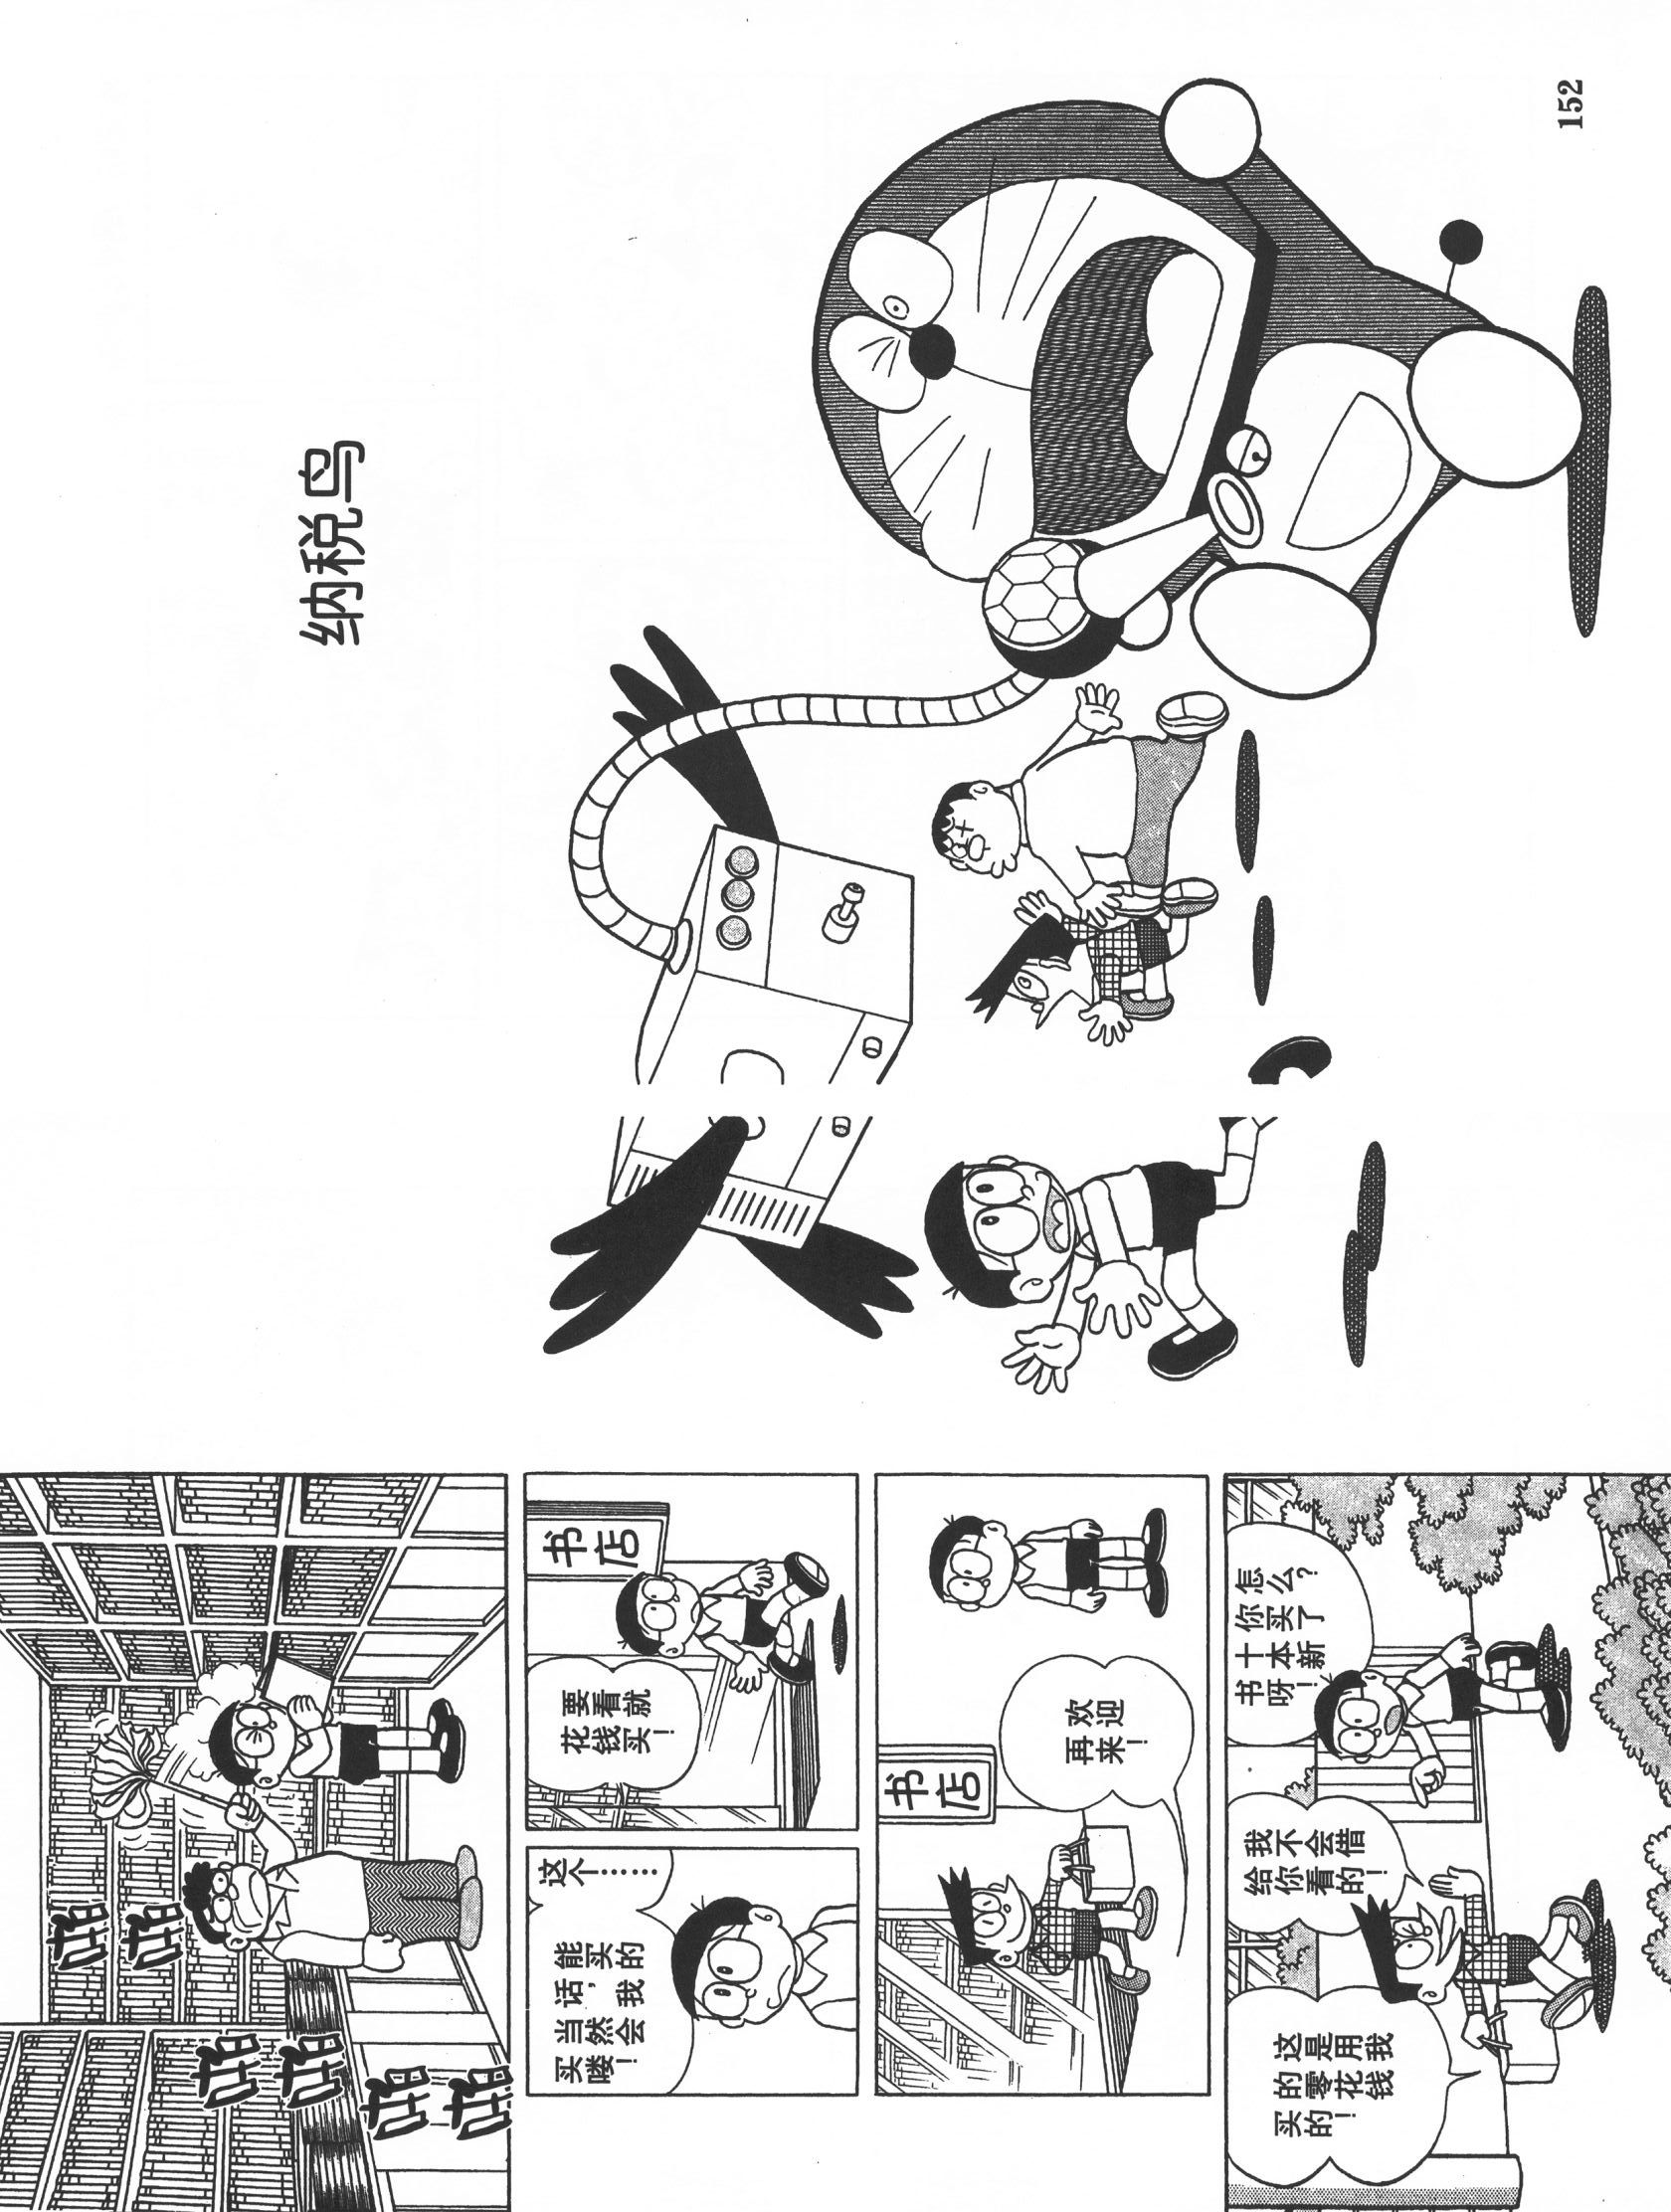 纳税鸟
152
啪
啪
啪
啪
啪
啪
书店
要看就
花钱买！
这个……
能买的
话，我
当然会
买喽！
书店
欢迎
再来！
怎么？
你买了
十本新
书呀！
我不会借
给你看的！
这是用我
的零花钱
买的！